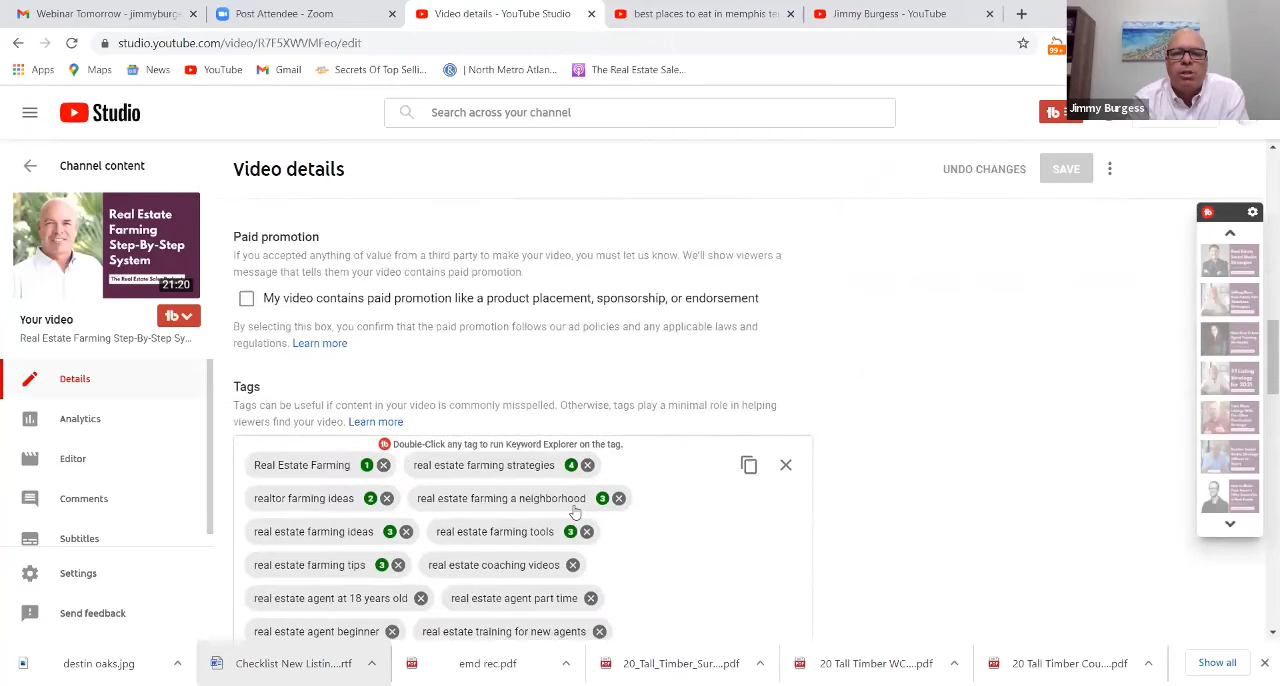 Webinar Tomorrow - jimmyburge
Post Attendee - Zoom
Video details - YouTube Studio
best places to eat in memphis te
Jimmy Burgess - YouTube
studio.youtube.com/video/R7F5XWVMFeo/edit
99+
Apps
Maps
News
YouTube
Gmail
Secrets of Top Selli...
Home | Metro Atlan...
The Real Estate Sale...
Jimmy Burgess
Studio
Search across your channel
tb
Channel content
Video details
UNDO CHANGES
SAVE
Real Estate
Farming
Step-By-Step
System
21:20
Your video
tb
Real Estate Farming Step-By-Step Sy...
Details
Analytics
Editor
Comments
Subtitles
Settings
Send feedback
Paid promotion
If you accepted anything of value from a third party to make your video, you must let us know. We'll show viewers a
message that tells them your video contains paid promotion.
My video contains paid promotion like a product placement, sponsorship, or endorsement
By selecting this box, you confirm that the paid promotion follows our ad policies and any applicable laws and
regulations. Learn more
Tags
Tags can be useful if content in your video is commonly Otherwise, tags play a minimal role in helping
viewers find your video. Learn more
tb Double-Click any tag to run Keyword Explorer on the tag.
Real Estate Farming 1 real estate farming 4
realtor farming ideas 2 real estate farming a 3
real estate farming ideas 3 real estate farming tools 3
real estate farming tips 3 real estate coaching videos
real estate agent at 18 years old real estate agent part time
real estate agent beginner real estate training for new agents
tb
destin oaks.jpg
Checklist New Listin....rtf
emd rec.pdf
20_Tall_Timber_Sur....pdf
20 Tall Timber WC....pdf
20 Tall Timber Cou....pdf
Show all